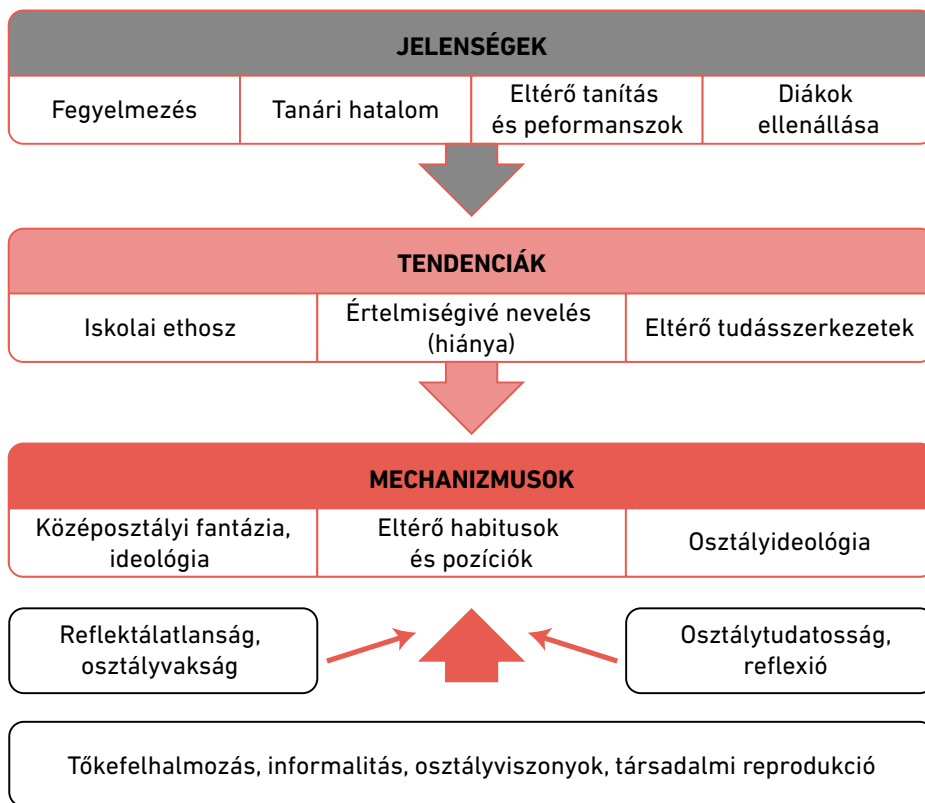 JELENSÉGEK
Fegyelmezés
Tanári hatalom
Eltérő tanítás
és peformanszok
Diákok
ellenállása
TENDENCIÁK
Iskolai ethosz
Értelmiségivé nevelés
(hiánya)
Eltérő tudásszerkezetek
MECHANIZMUSOK
Középosztályi fantázia,
ideológia
Eltérő habitusok
és pozíciók
Osztályideológia
Reflektálatlanság,
osztályvakság
Osztálytudatosság,
reflexió
Tőkefelhalmozás, informalitás, osztályviszonyok, társadalmi reprodukció